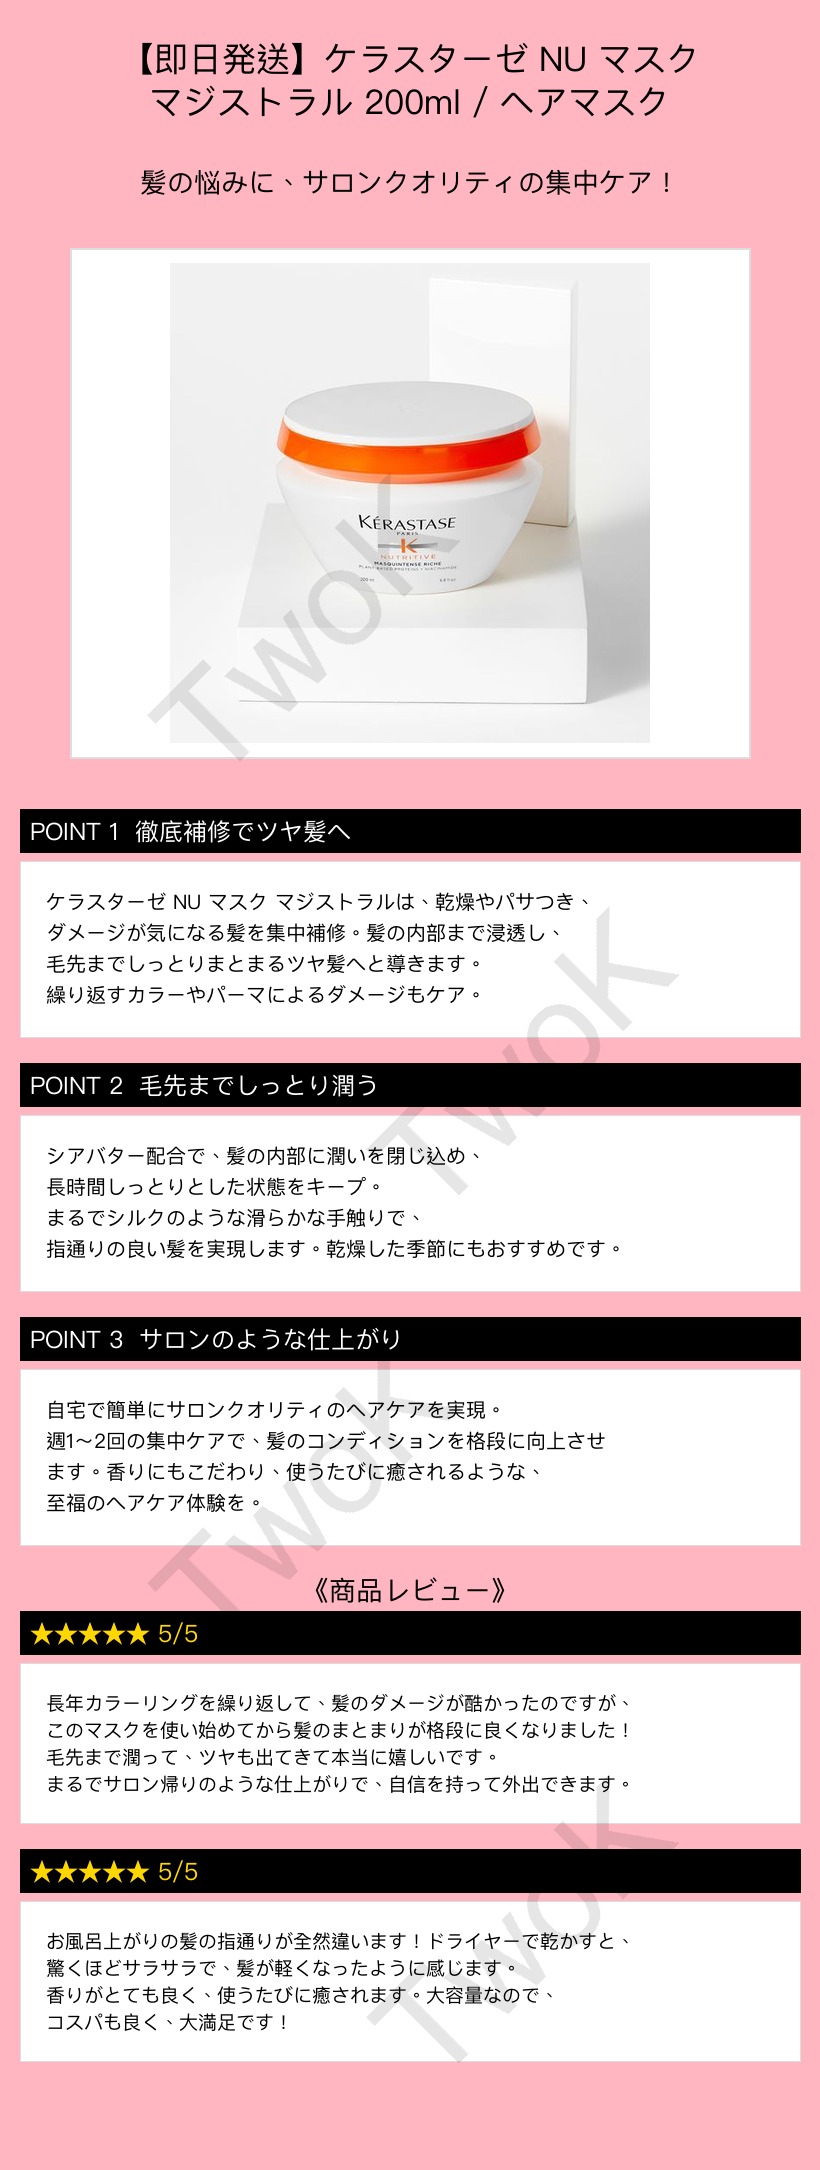 【即日発送】ケラスターゼ NU マスク
マジストラル 200ml / ヘアマスク
髪の悩みに、サロンクオリティの集中ケア！
KÉRASTASE
PARIS
K
NUTRITIVE
MASQUINTENSE RICHE
PLANT-BASED PROTEINS + NIACINAMIDE
200 ml 6.8 fl.oz
TwoK
POINT 1 徹底補修でツヤ髪へ
ケラスターゼ NU マスク マジストラルは、乾燥やパサつき、
ダメージが気になる髪を集中補修。髪の内部まで浸透し、
毛先までしっとりまとまるツヤ髪へと導きます。
繰り返すカラーやパーマによるダメージもケア。
TwoK
POINT 2 毛先までしっとり潤う
シアバター配合で、髪の内部に潤いを閉じ込め、
長時間しっとりとした状態をキープ。
まるでシルクのような滑らかな手触りで、
指通りの良い髪を実現します。乾燥した季節にもおすすめです。
POINT 3 サロンのような仕上がり
自宅で簡単にサロンクオリティのヘアケアを実現。
週1〜2回の集中ケアで、髪のコンディションを格段に向上させ
ます。香りにもこだわり、使うたびに癒されるような、
至福のヘアケア体験を。
TwoK
《商品レビュー》
★★★★★ 5/5
長年カラーリングを繰り返して、髪のダメージが酷かったのですが、
このマスクを使い始めてから髪のまとまりが格段に良くなりました！
毛先まで潤って、ツヤも出てきて本当に嬉しいです。
まるでサロン帰りのような仕上がりで、自信を持って外出できます。
★★★★★ 5/5
お風呂上がりの髪の指通りが全然違います！ドライヤーで乾かすと、
驚くほどサラサラで、髪が軽くなったように感じます。
香りがとても良く、使うたびに癒されます。大容量なので、
コスパも良く、大満足です！
TwoK